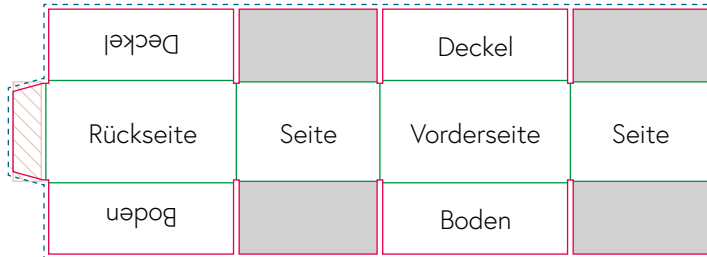 Deckel
Deckel
Rückseite
Seite
Vorderseite
Seite
Boden
Boden